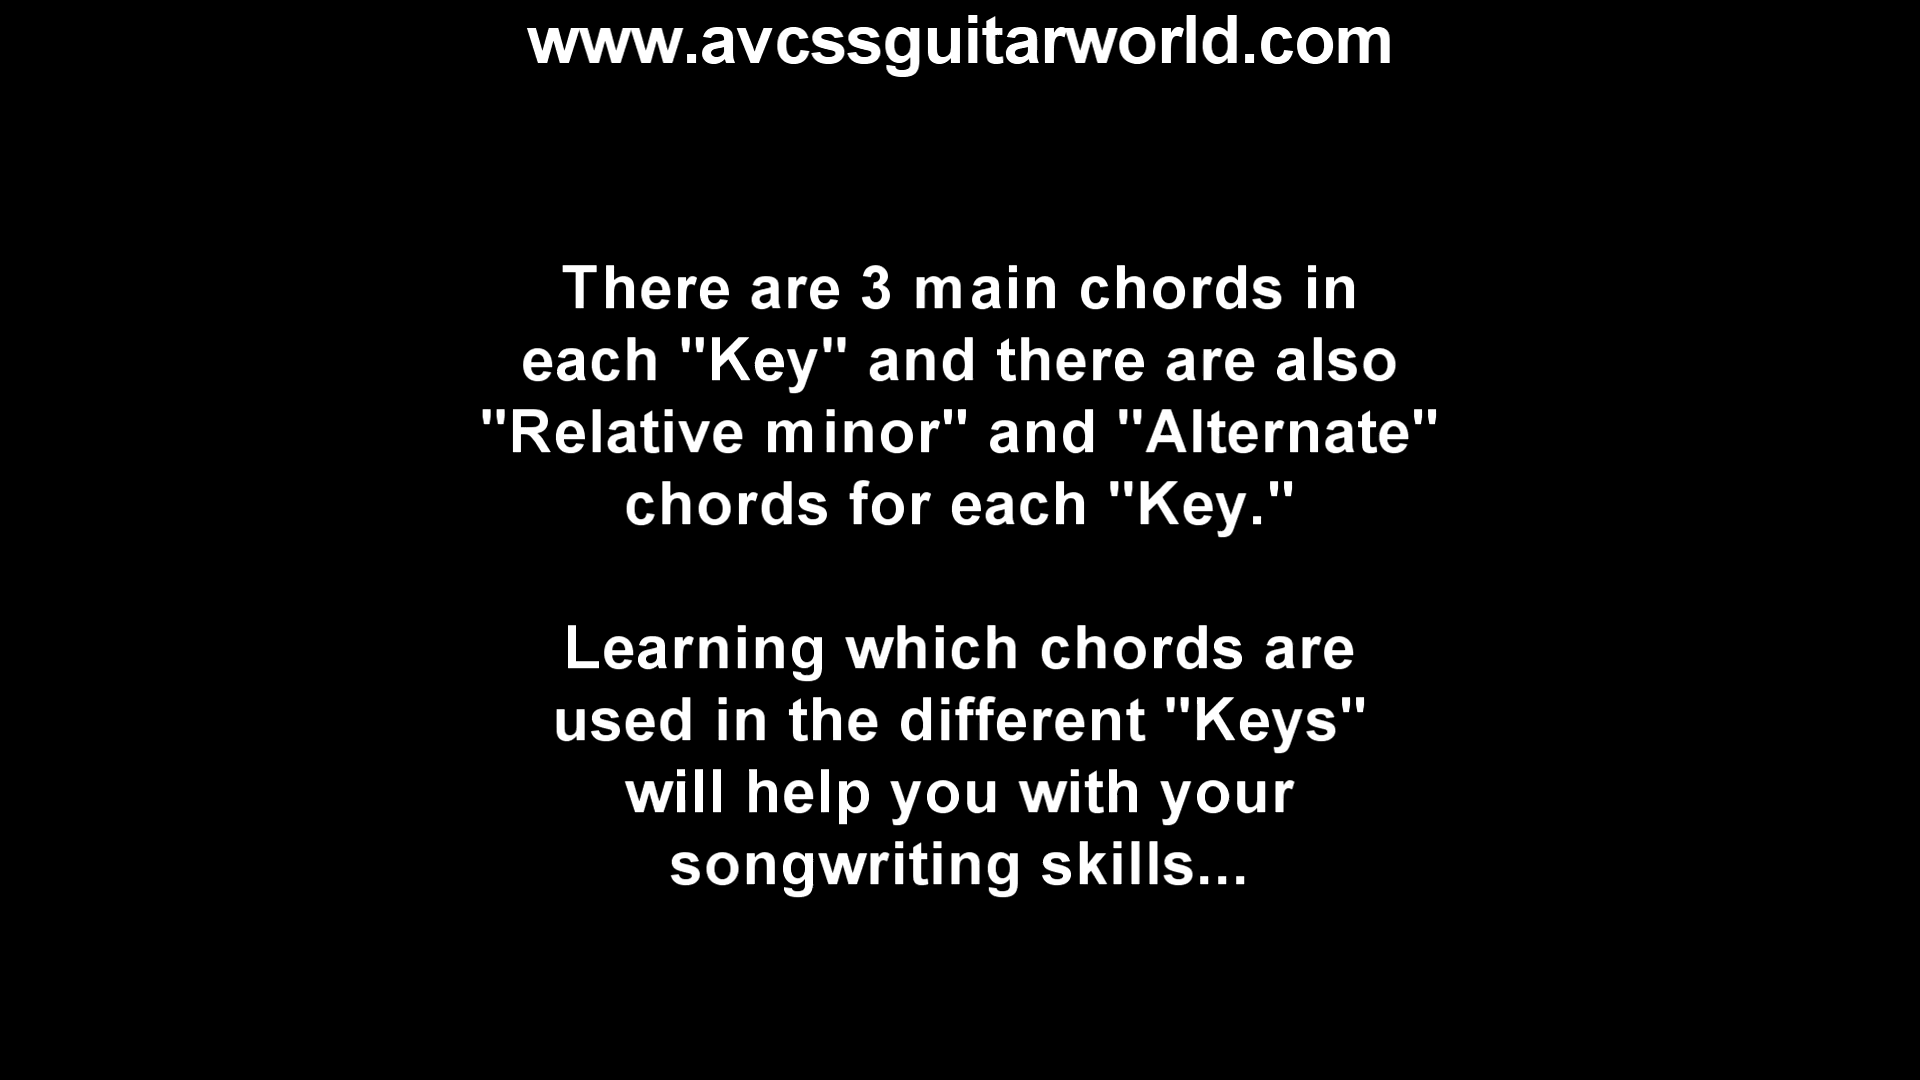 www.avcssguitarworld.com
There are 3 main chords in
each "Key" and there are also
"Relative minor" and "Alternate"
chords for each "Key."
Learning which chords are
used in the different "Keys"
will help you with your
songwriting skills...